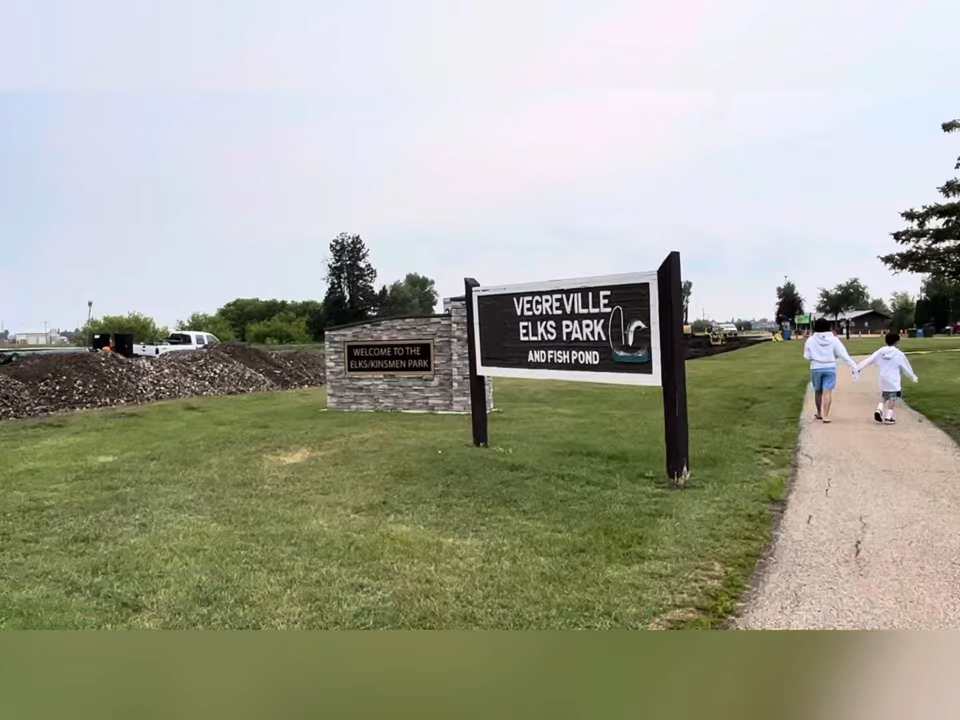 WELCOME TO THE
ELKS/KINSMEN PARK
VEGREVILLE
ELKS PARK
AND FISH POND